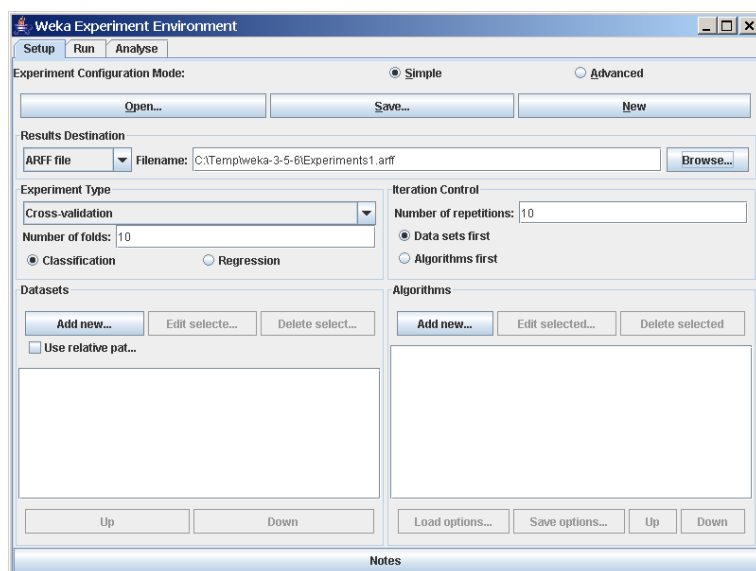 Weka Experiment Environment
Setup Run Analyse
Experiment Configuration Mode: Simple Advanced
Open... Save... New
Results Destination
ARFF file Filename: C:\Temp\weka-3-5-6\Experiments1.arff Browse...
Experiment Type Iteration Control
Cross-validation Number of repetitions: 10
Number of folds: 10 Data sets first
Classification Regression Algorithms first
Datasets Algorithms
Add new... Edit selecte... Delete select... Add new... Edit selected... Delete selected
Use relative pat...
Up Down Load options... Save options... Up Down
Notes